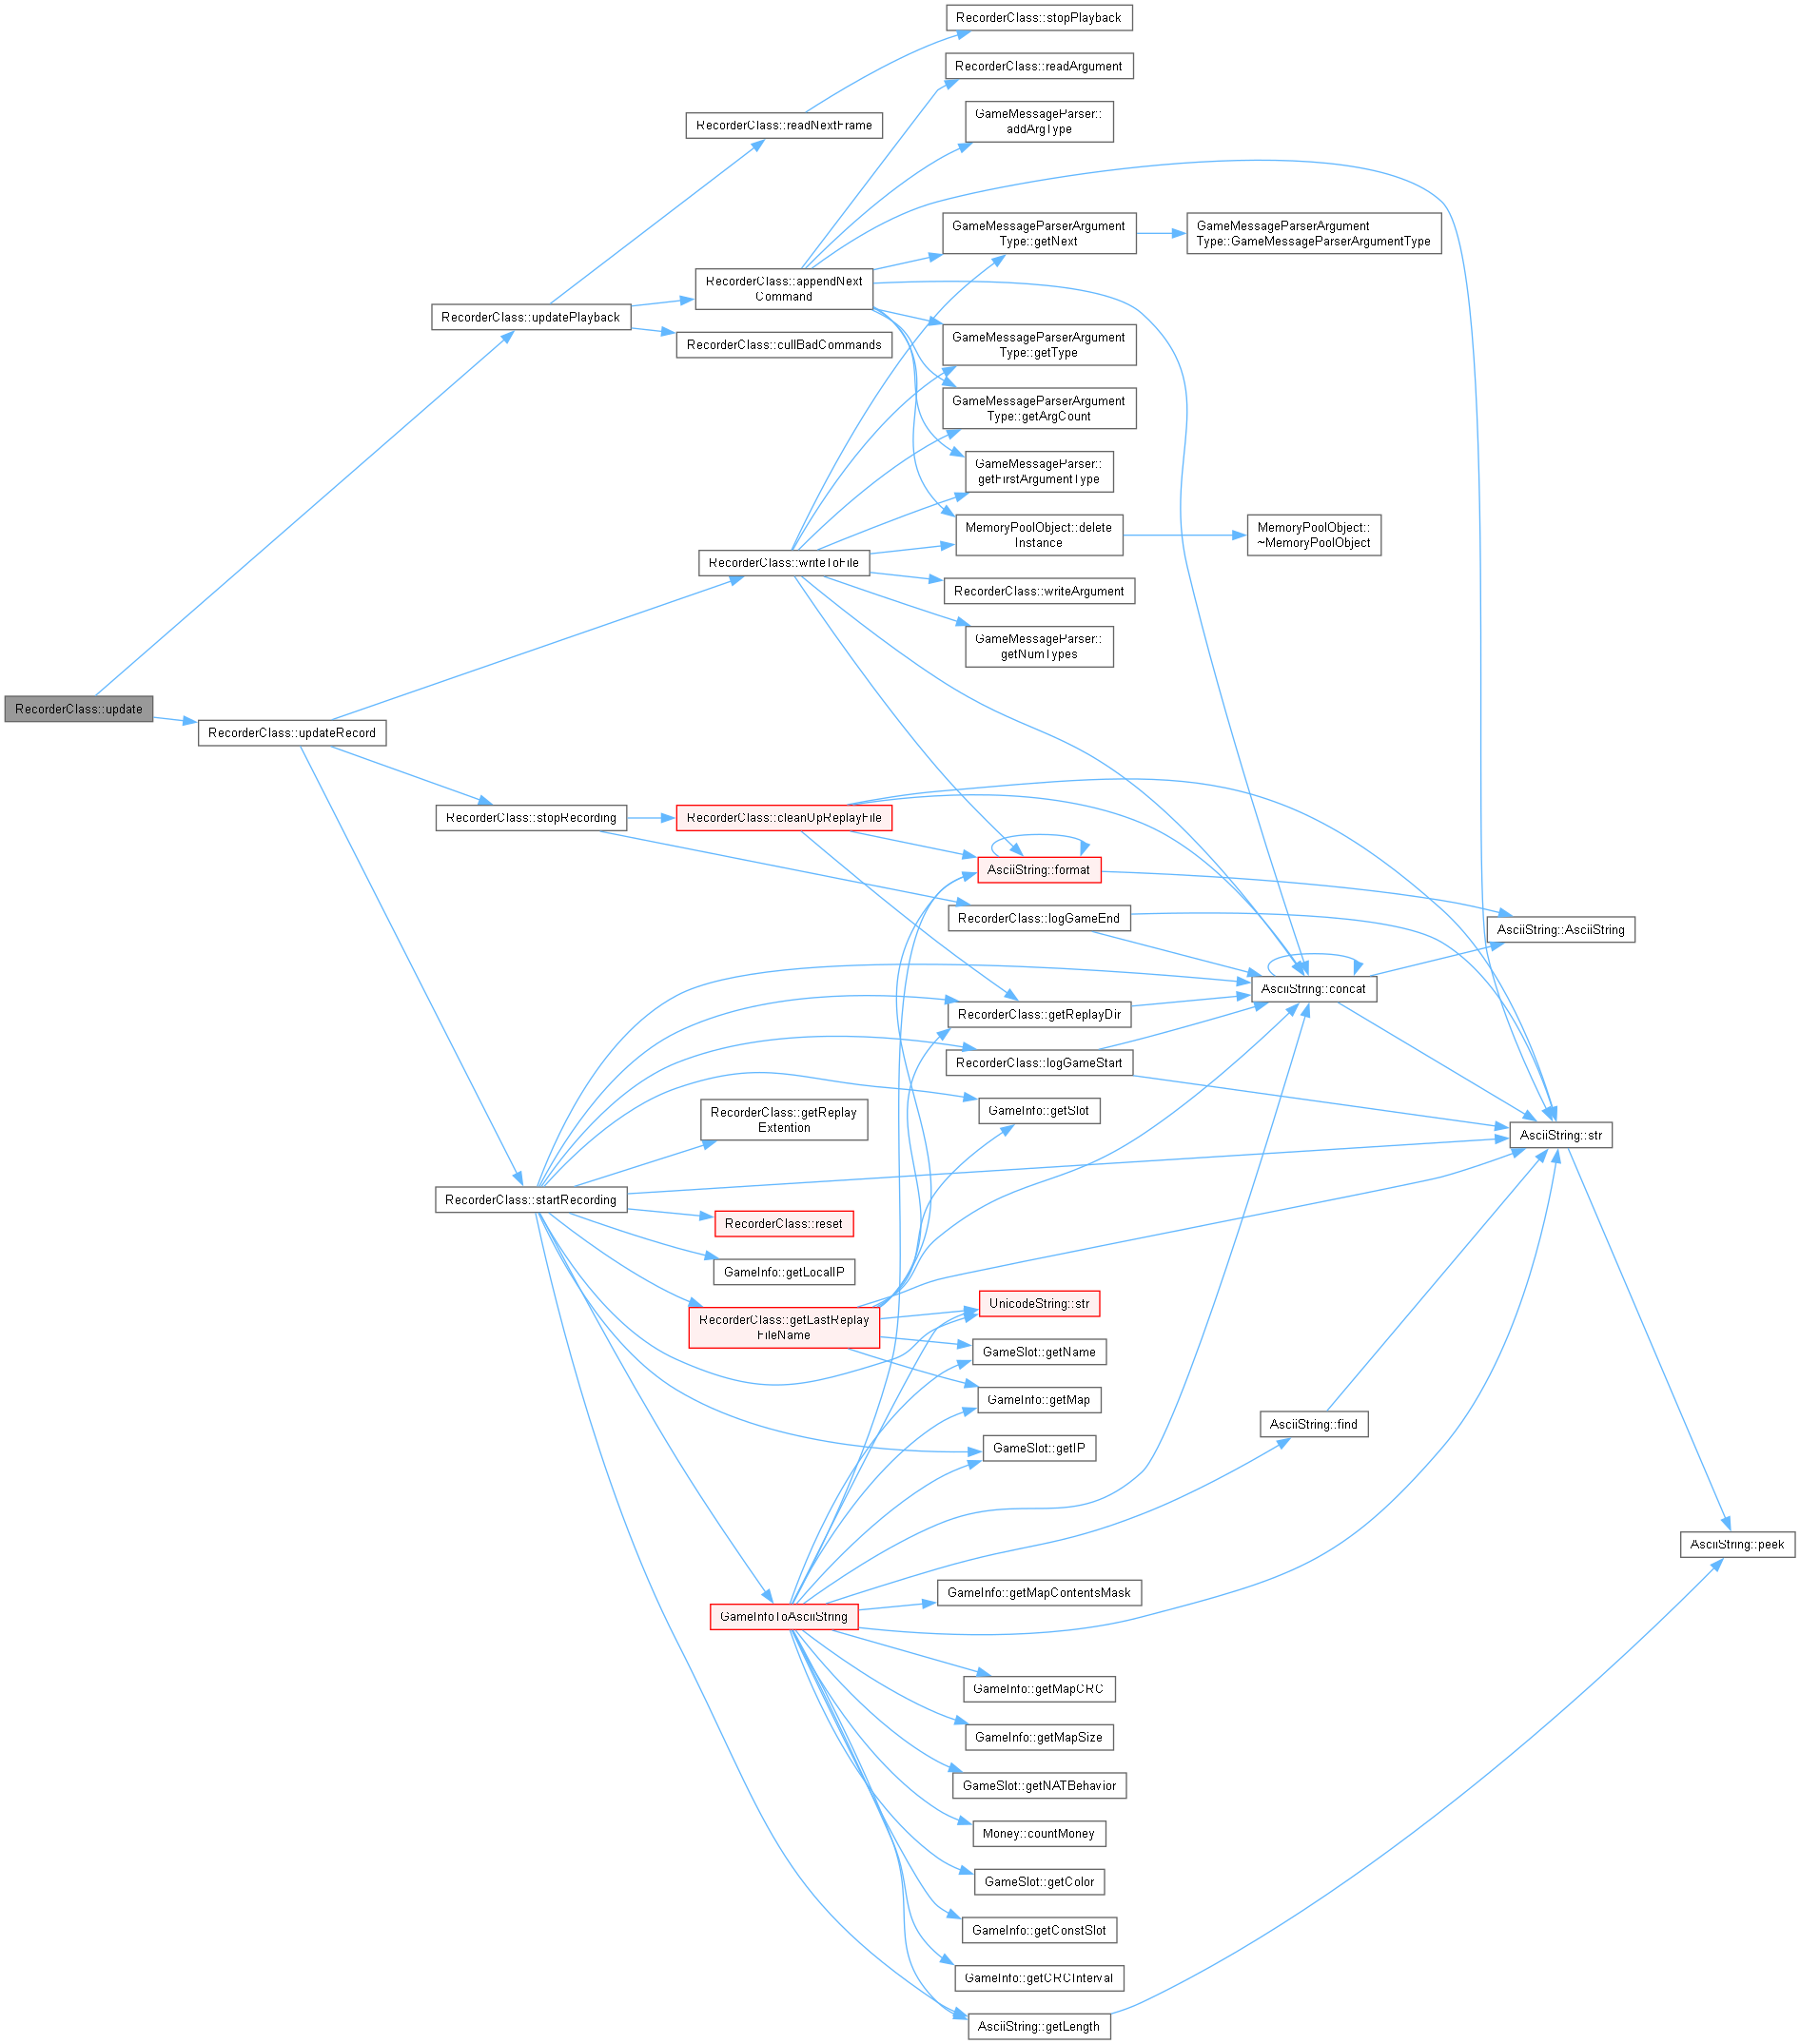 RecorderClass::stopPlayback
RecorderClass::readArgument
GameMessageParser::
addArgType
RecorderClass::readNextFrame
GameMessageParserArgument
Type::getNext
GameMessageParserArgument
Type::GameMessageParserArgumentType
RecorderClass::appendNext
Command
RecorderClass::updatePlayback
RecorderClass::cullBadCommands
GameMessageParserArgument
Type::getType
GameMessageParserArgument
Type::getArgCount
GameMessageParser::
getFirstArgumentType
MemoryPoolObject::delete
Instance
MemoryPoolObject::
~MemoryPoolObject
RecorderClass::writeToFile
RecorderClass::writeArgument
GameMessageParser::
getNumTypes
RecorderClass::update
RecorderClass::updateRecord
RecorderClass::stopRecording
RecorderClass::cleanUpReplayFile
AsciiString::format
RecorderClass::logGameEnd
AsciiString::AsciiString
AsciiString::concat
RecorderClass::getReplayDir
RecorderClass::logGameStart
GameInfo::getSlot
RecorderClass::getReplay
Extention
AsciiString::str
RecorderClass::startRecording
RecorderClass::reset
GameInfo::getLocalIP
UnicodeString::str
RecorderClass::getLastReplay
FileName
GameSlot::getName
GameInfo::getMap
AsciiString::find
GameSlot::getIP
AsciiString::peek
GameInfo::getMapContentsMask
GameInfoToAsciiString
GameInfo::getMapCRC
GameInfo::getMapSize
GameSlot::getNATBehavior
Money::countMoney
GameSlot::getColor
GameInfo::getConstSlot
GameInfo::getCRCInterval
AsciiString::getLength